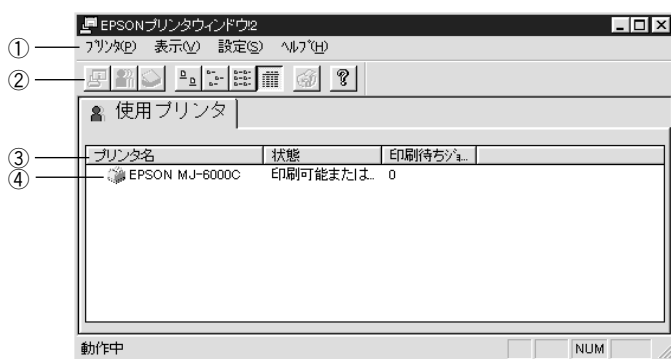 EPSONプリンタウィンドウ!2
① プリンタ(P) 表示(V) 設定(S) ヘルプ(H)
② ?
使用プリンタ
③ プリンタ名 状態 印刷待ちジョ...
④ EPSON MJ-6000C 印刷可能または... 0
動作中 NUM